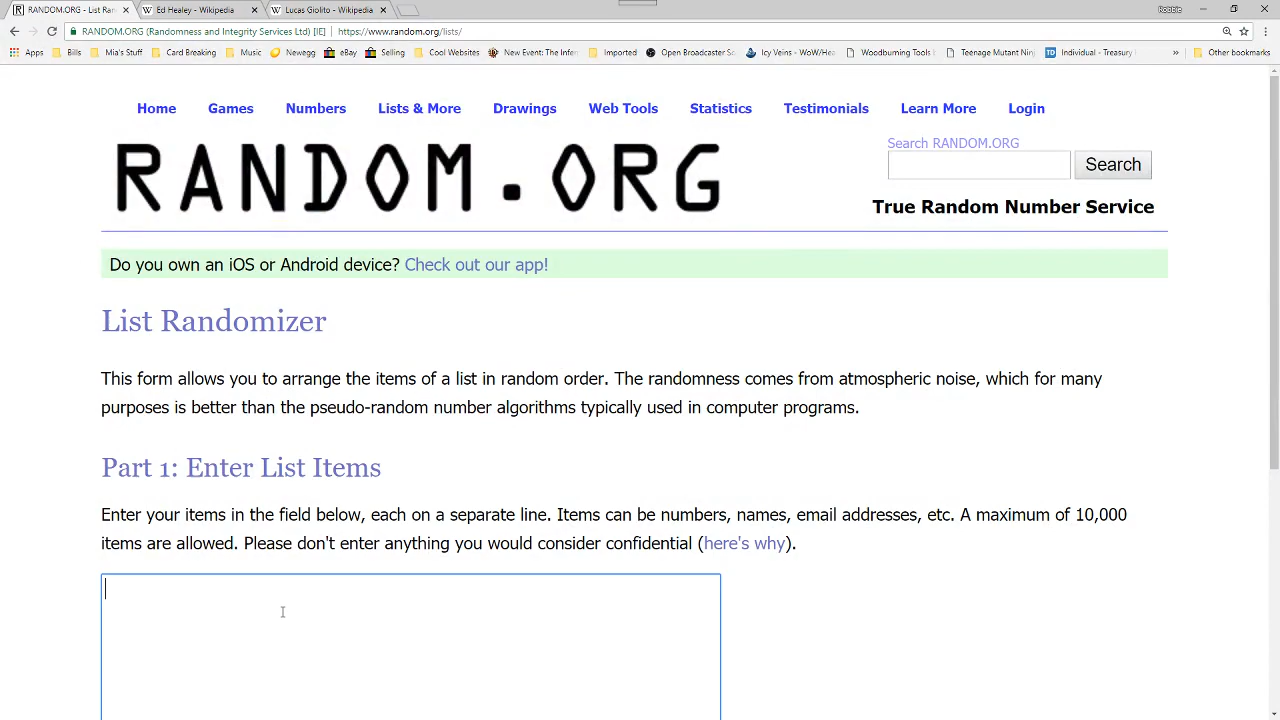 RANDOM.ORG - List Ran
Ed Healey - Wikipedia
Lucas Giolito - Wikipedia
Robbie
RANDOM.ORG (Randomness and Integrity Services Ltd) [IE]
https://www.random.org/lists/
Apps Bills Mia's Stuff Card Breaking Music Newegg eBay Selling Cool Websites New Event: The Infer Imported Open Broadcaster So Icy Veins - WoW/Hea Woodburning Tools Teenage Mutant Ninj Individual - Treasury » Other bookmarks
Home Games Numbers Lists & More Drawings Web Tools Statistics Testimonials Learn More Login
RANDOM.ORG
Search RANDOM.ORG
Search
True Random Number Service
Do you own an iOS or Android device? Check out our app!
List Randomizer
This form allows you to arrange the items of a list in random order. The randomness comes from atmospheric noise, which for many
purposes is better than the pseudo-random number algorithms typically used in computer programs.
Part 1: Enter List Items
Enter your items in the field below, each on a separate line. Items can be numbers, names, email addresses, etc. A maximum of 10,000
items are allowed. Please don't enter anything you would consider confidential (here's why).